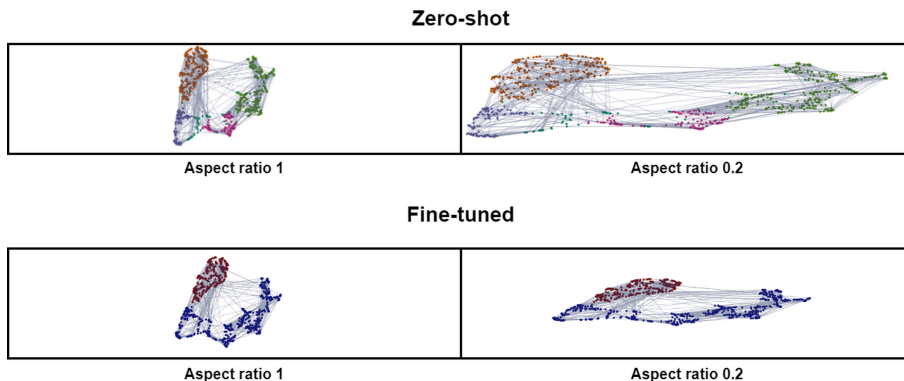 Zero-shot
Aspect ratio 1
Aspect ratio 0.2
Fine-tuned
Aspect ratio 1
Aspect ratio 0.2